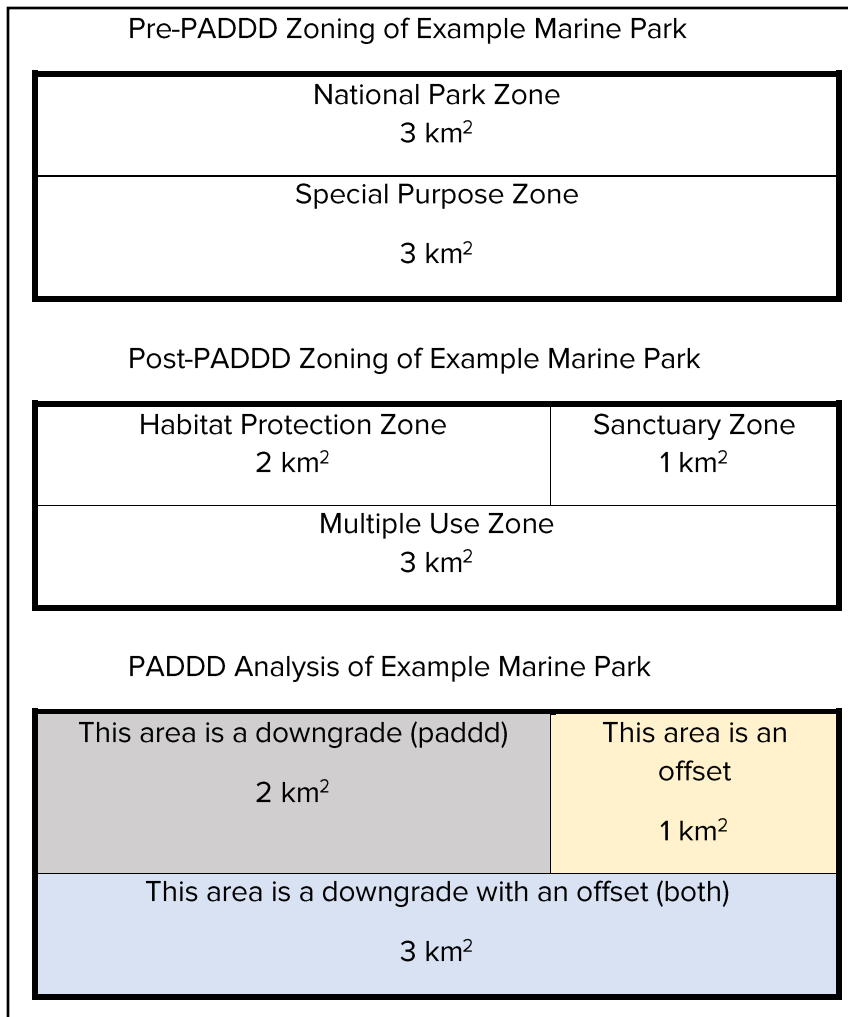 Pre-PADDD Zoning of Example Marine Park
National Park Zone
3 km²
Special Purpose Zone
3 km²
Post-PADDD Zoning of Example Marine Park
Habitat Protection Zone
2 km²
Sanctuary Zone
1 km²
Multiple Use Zone
3 km²
PADDD Analysis of Example Marine Park
This area is a downgrade (paddd)
2 km²
This area is an
offset
1 km²
This area is a downgrade with an offset (both)
3 km²